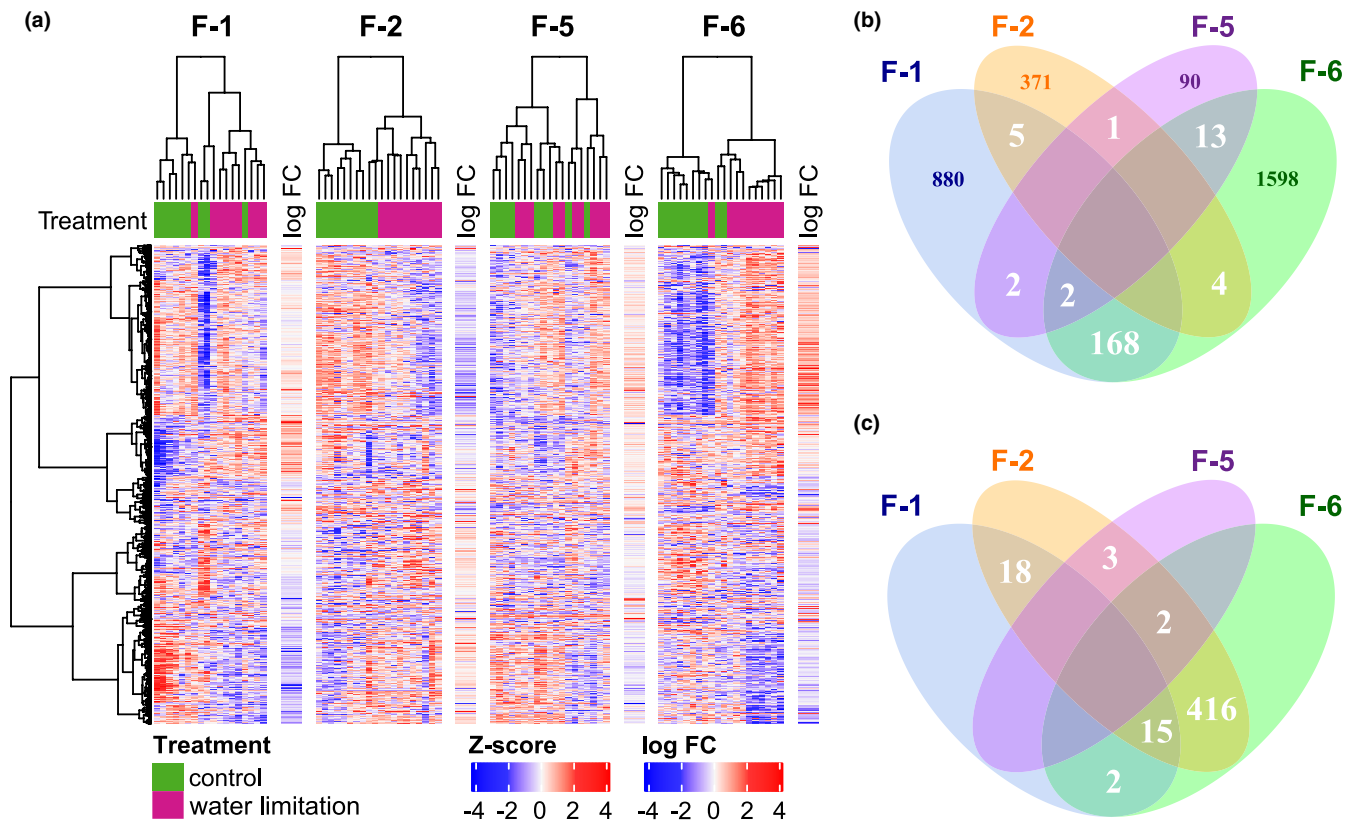 (a)
F-1 F-2 F-5 F-6
Treatment
log FC
log FC
log FC
log FC
Treatment
control
water limitation
Z-score
-4 -2 0 2 4
log FC
-4 -2 0 2 4
(b)
F-2 F-5
F-1 F-6
371 90
5 1 13
880 1598
2 2 4
168
(c)
F-2 F-5
F-1 F-6
18 3
2
15 416
2